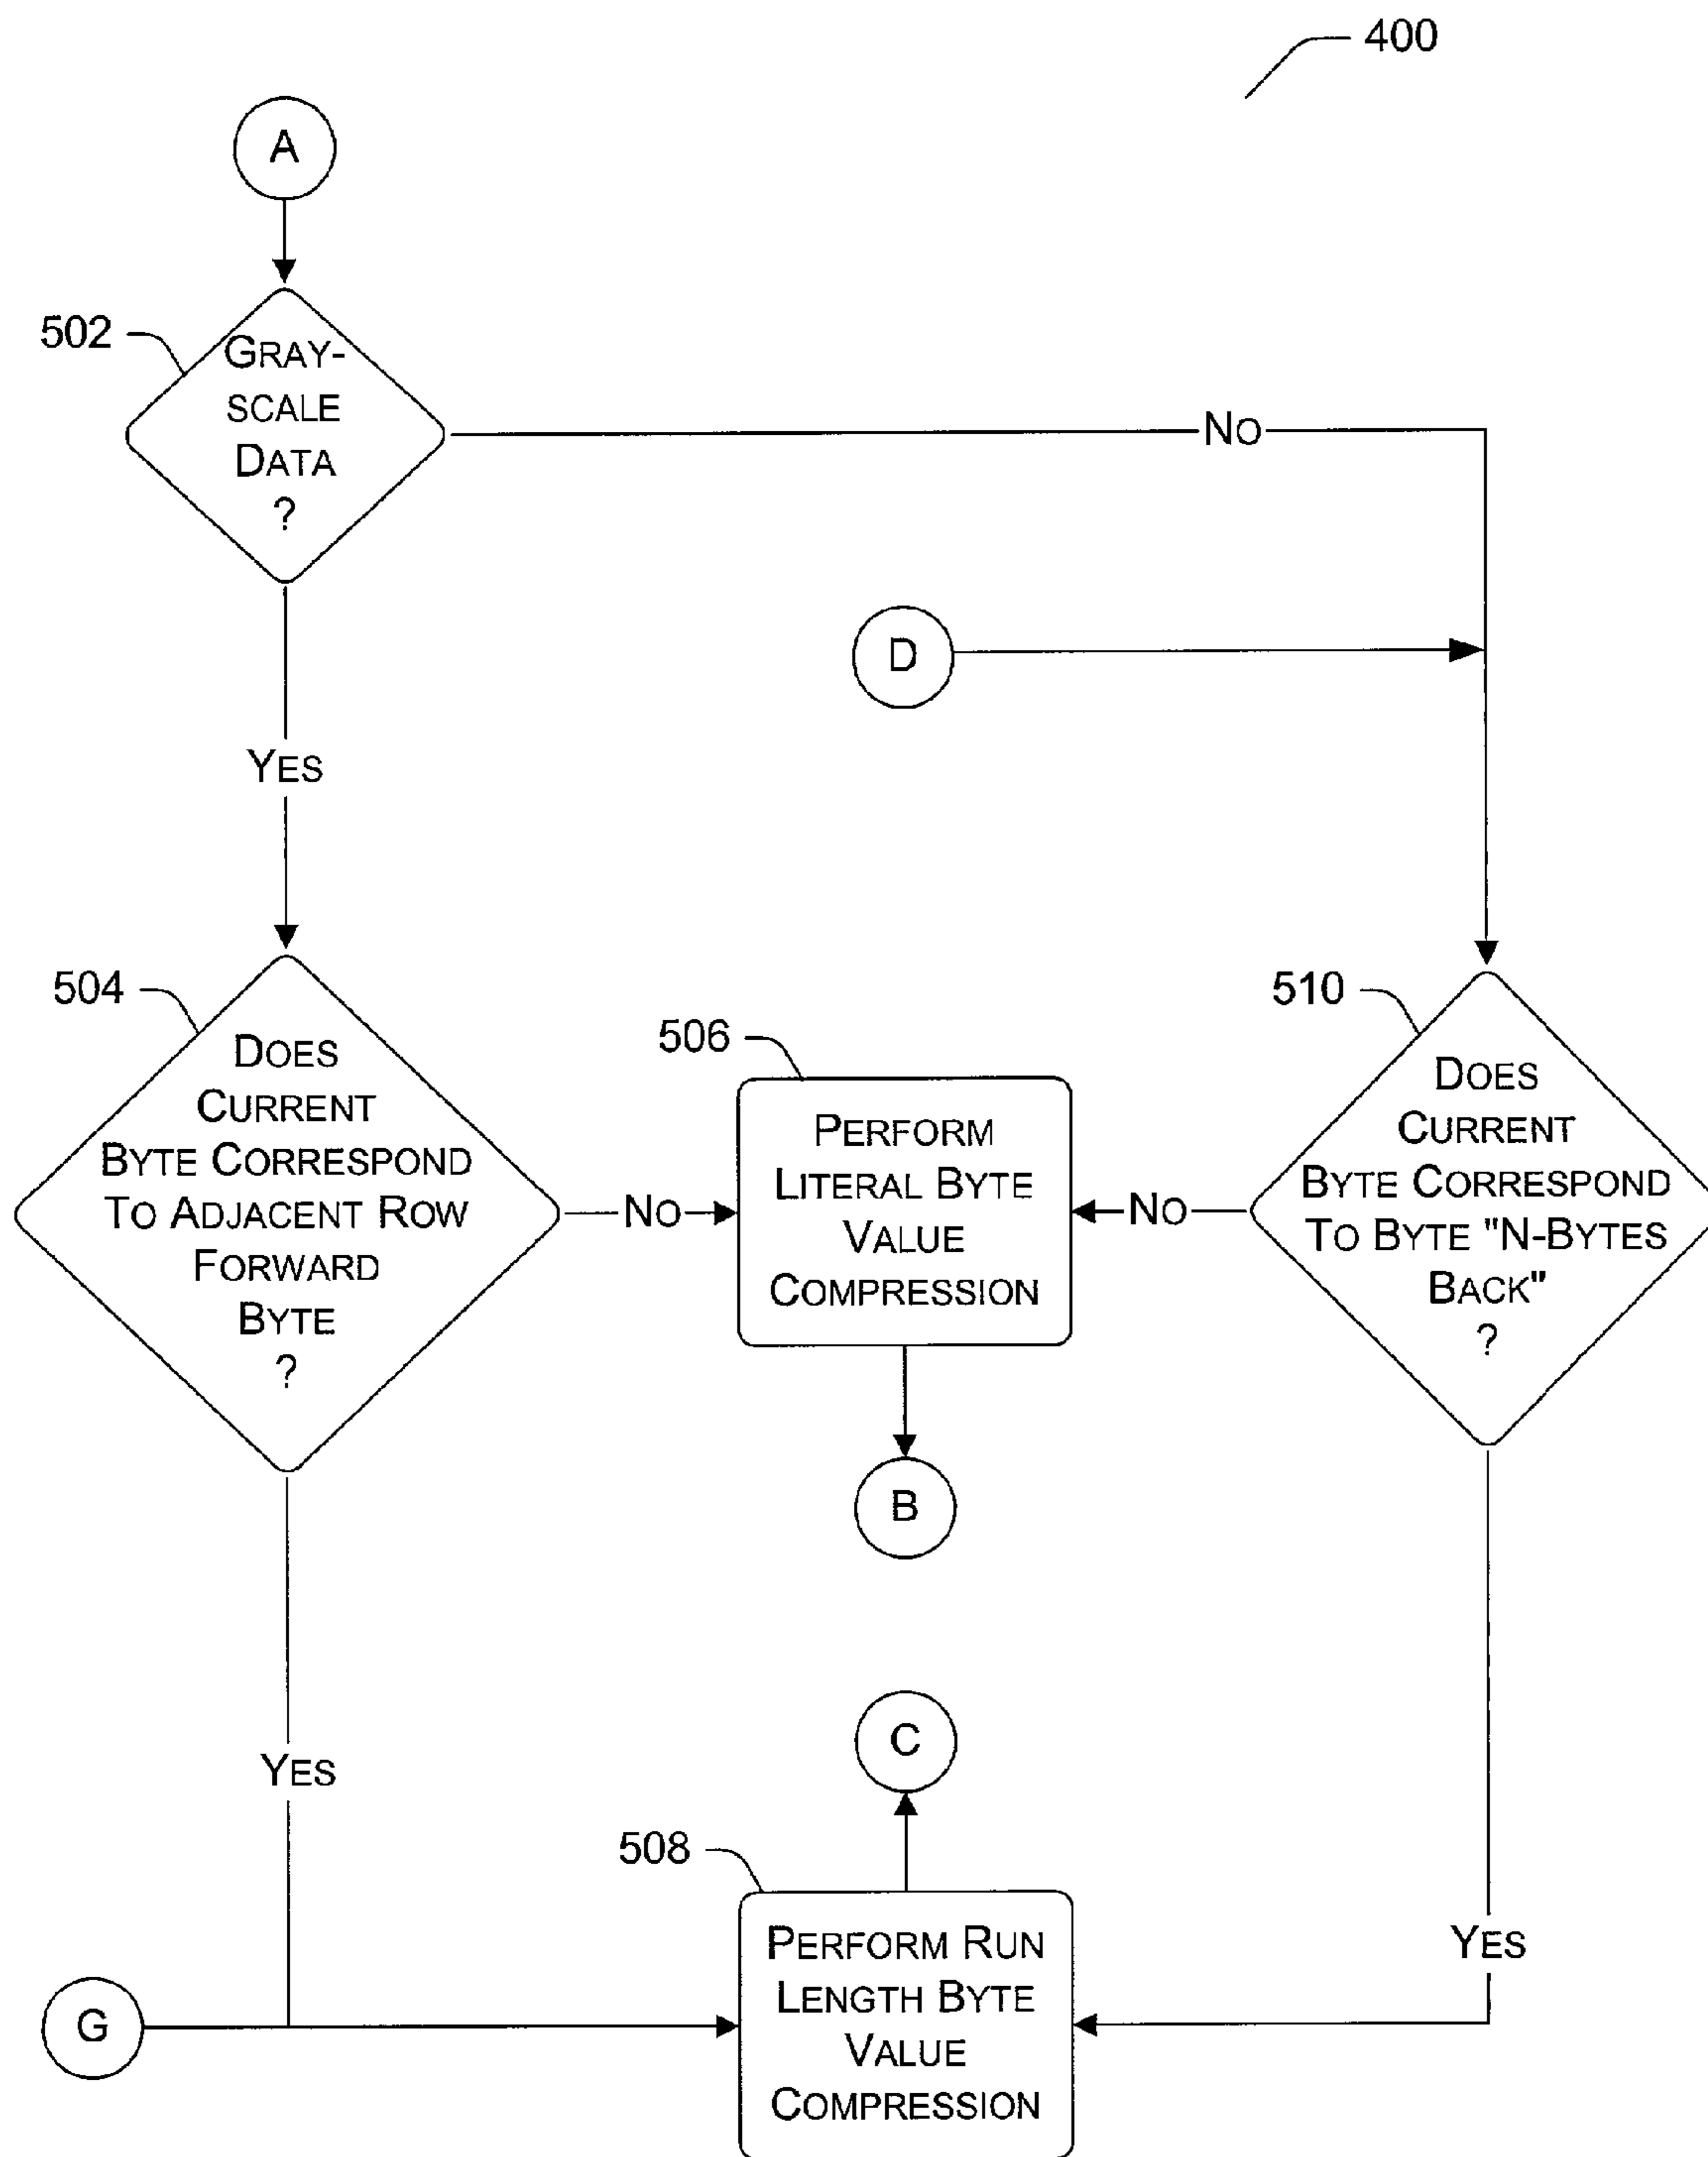 400
A
502
GRAY-
SCALE
DATA
?
NO
D
YES
504
DOES
CURRENT
BYTE CORRESPOND
TO ADJACENT ROW
FORWARD
BYTE
?
NO
506
PERFORM
LITERAL BYTE
VALUE
COMPRESSION
NO
510
DOES
CURRENT
BYTE CORRESPOND
TO BYTE "N-BYTES
BACK"
?
B
YES
C
508
PERFORM RUN
LENGTH BYTE
VALUE
COMPRESSION
YES
G